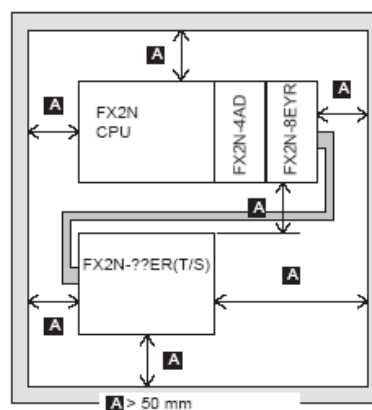 A
A
FX2N
CPU
FX2N-4AD
FX2N-8EYR
A
A
FX2N-??ER(T/S)
A
A
A
A > 50 mm